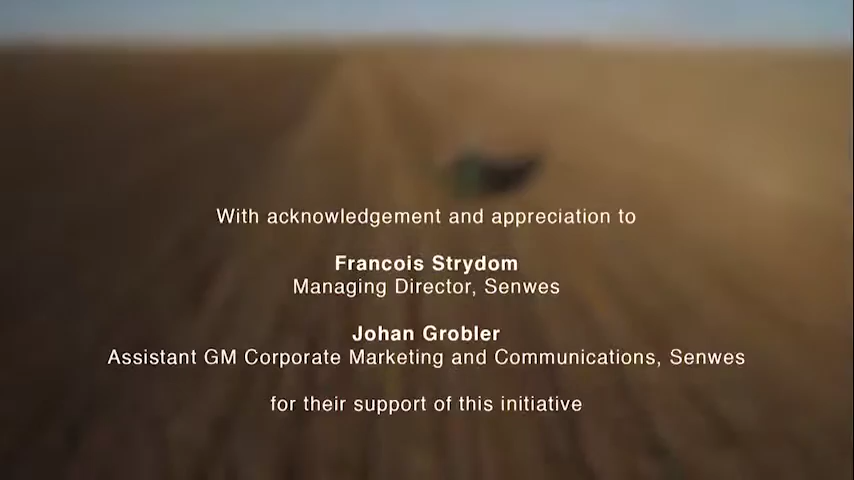 With acknowledgement and appreciation to
Francois Strydom
Managing Director, Senwes
Johan Grobler
Assistant GM Corporate Marketing and Communications, Senwes
for their support of this initiative